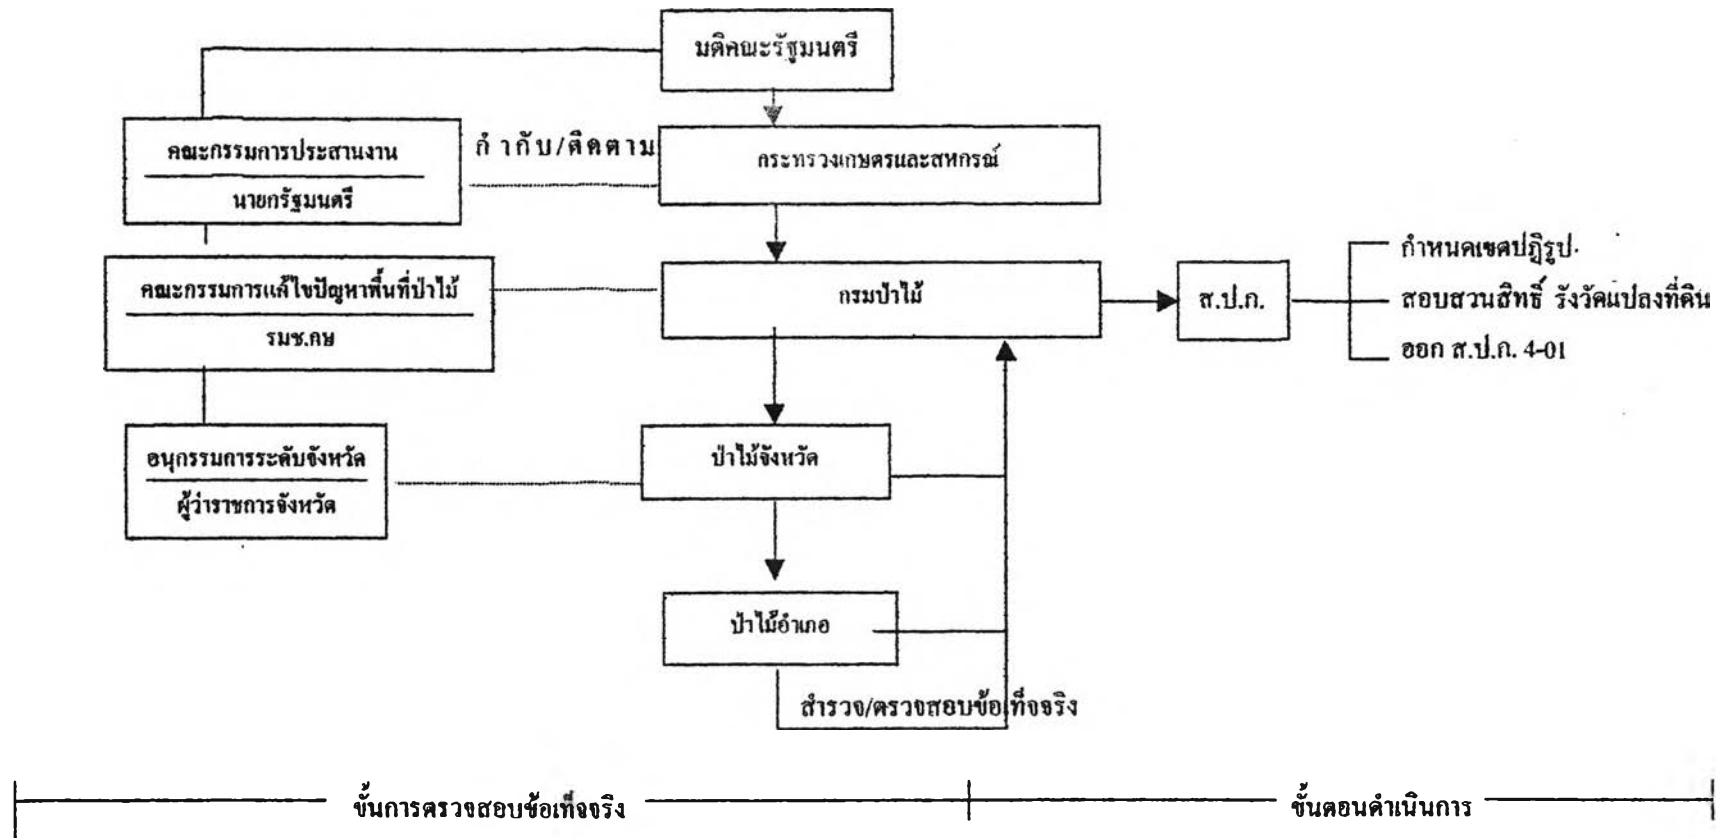 มติคณะรัฐมนตรี
คณะกรรมการประสานงาน
นายกรัฐมนตรี
กำกับ/ติดตาม
กระทรวงเกษตรและสหกรณ์
คณะกรรมการแก้ไขปัญหาพื้นที่ป่าไม้
รมช.กษ
กรมป่าไม้
ส.ป.ก.
กำหนดเขตปฏิรูป.
สอบสวนสิทธิ์ รังวัดแปลงที่ดิน
ออก ส.ป.ก. 4-01
อนุกรรมการระดับจังหวัด
ผู้ว่าราชการจังหวัด
ป่าไม้จังหวัด
ป่าไม้อำเภอ
สำรวจ/ตรวจสอบข้อเท็จจริง
ขั้นการตรวจสอบข้อเท็จจริง
ขั้นตอนดำเนินการ